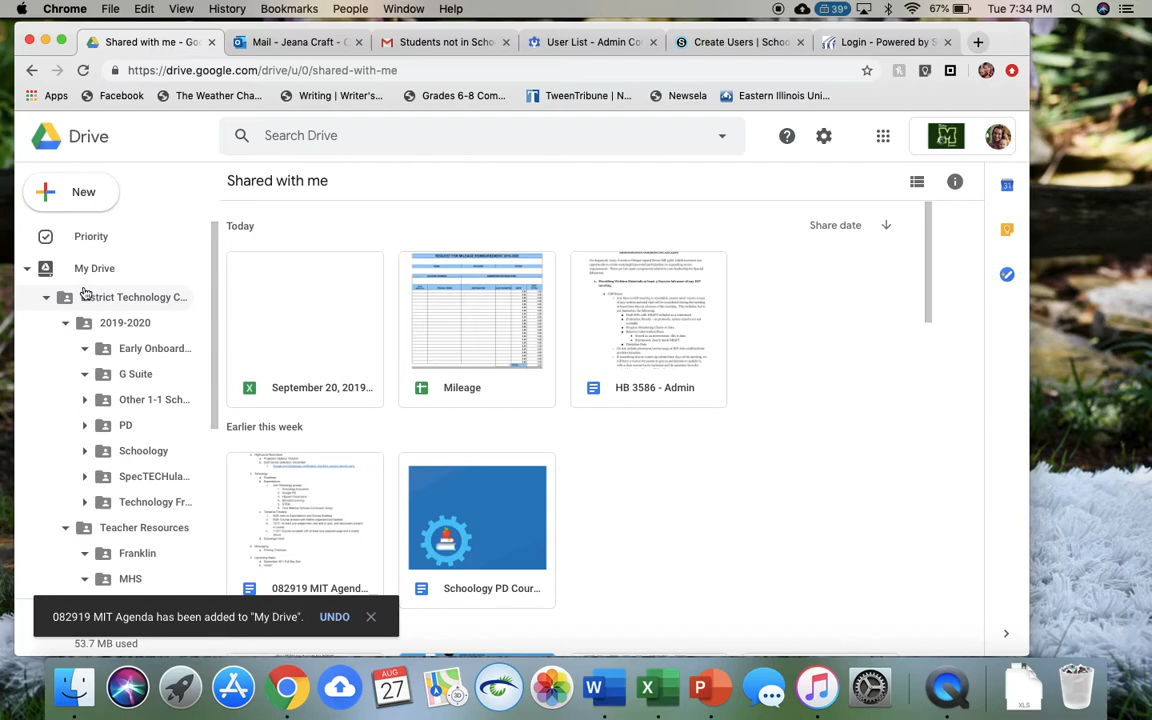 Chrome File Edit View History Bookmarks People Window Help 39° 67% Tue 7:34 PM
Shared with me - Goo Mail - Jeana Craft - C Students not in Scho User List - Admin Co Create Users | Schoo Login - Powered by S
https://drive.google.com/drive/u/0/shared-with-me
Apps Facebook The Weather Cha... Writing | Writer's... Grades 6-8 Com... TweenTribune | N... Newsela Eastern Illinois Uni...
Drive Search Drive
New Shared with me
Priority Today Share date
My Drive
District Technology C...
2019-2020
Early Onboard...
G Suite
September 20, 2019... Mileage HB 3586 - Admin
Other 1-1 Sch...
PD Earlier this week
Schoology
SpecTECHula...
Technology Fr...
Teacher Resources
Franklin
MHS
082919 MIT Agend... Schoology PD Cour...
082919 MIT Agenda has been added to "My Drive". UNDO
53.7 MB used
AUG
27
XLS